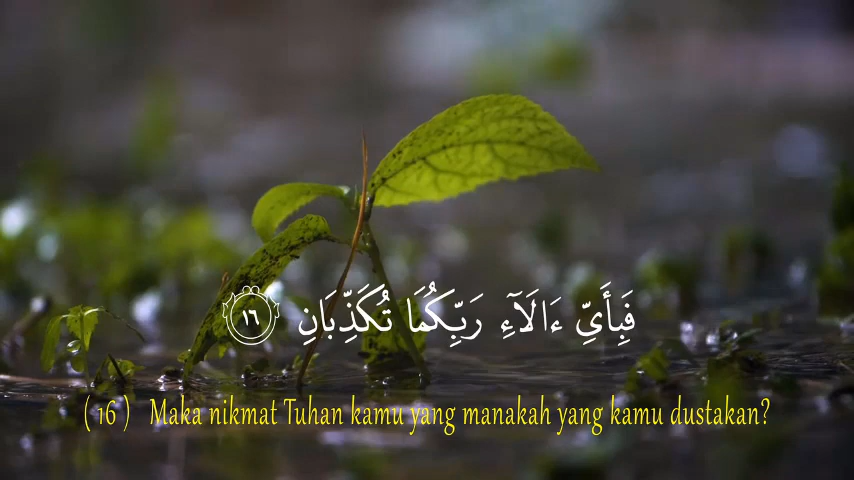 فَبِأَيِّ ءَالَآءِ رَبِّكُمَا تُكَذِّبَانِ ١٦
( 16 ) Maka nikmat Tuhan kamu yang manakah yang kamu dustakan?